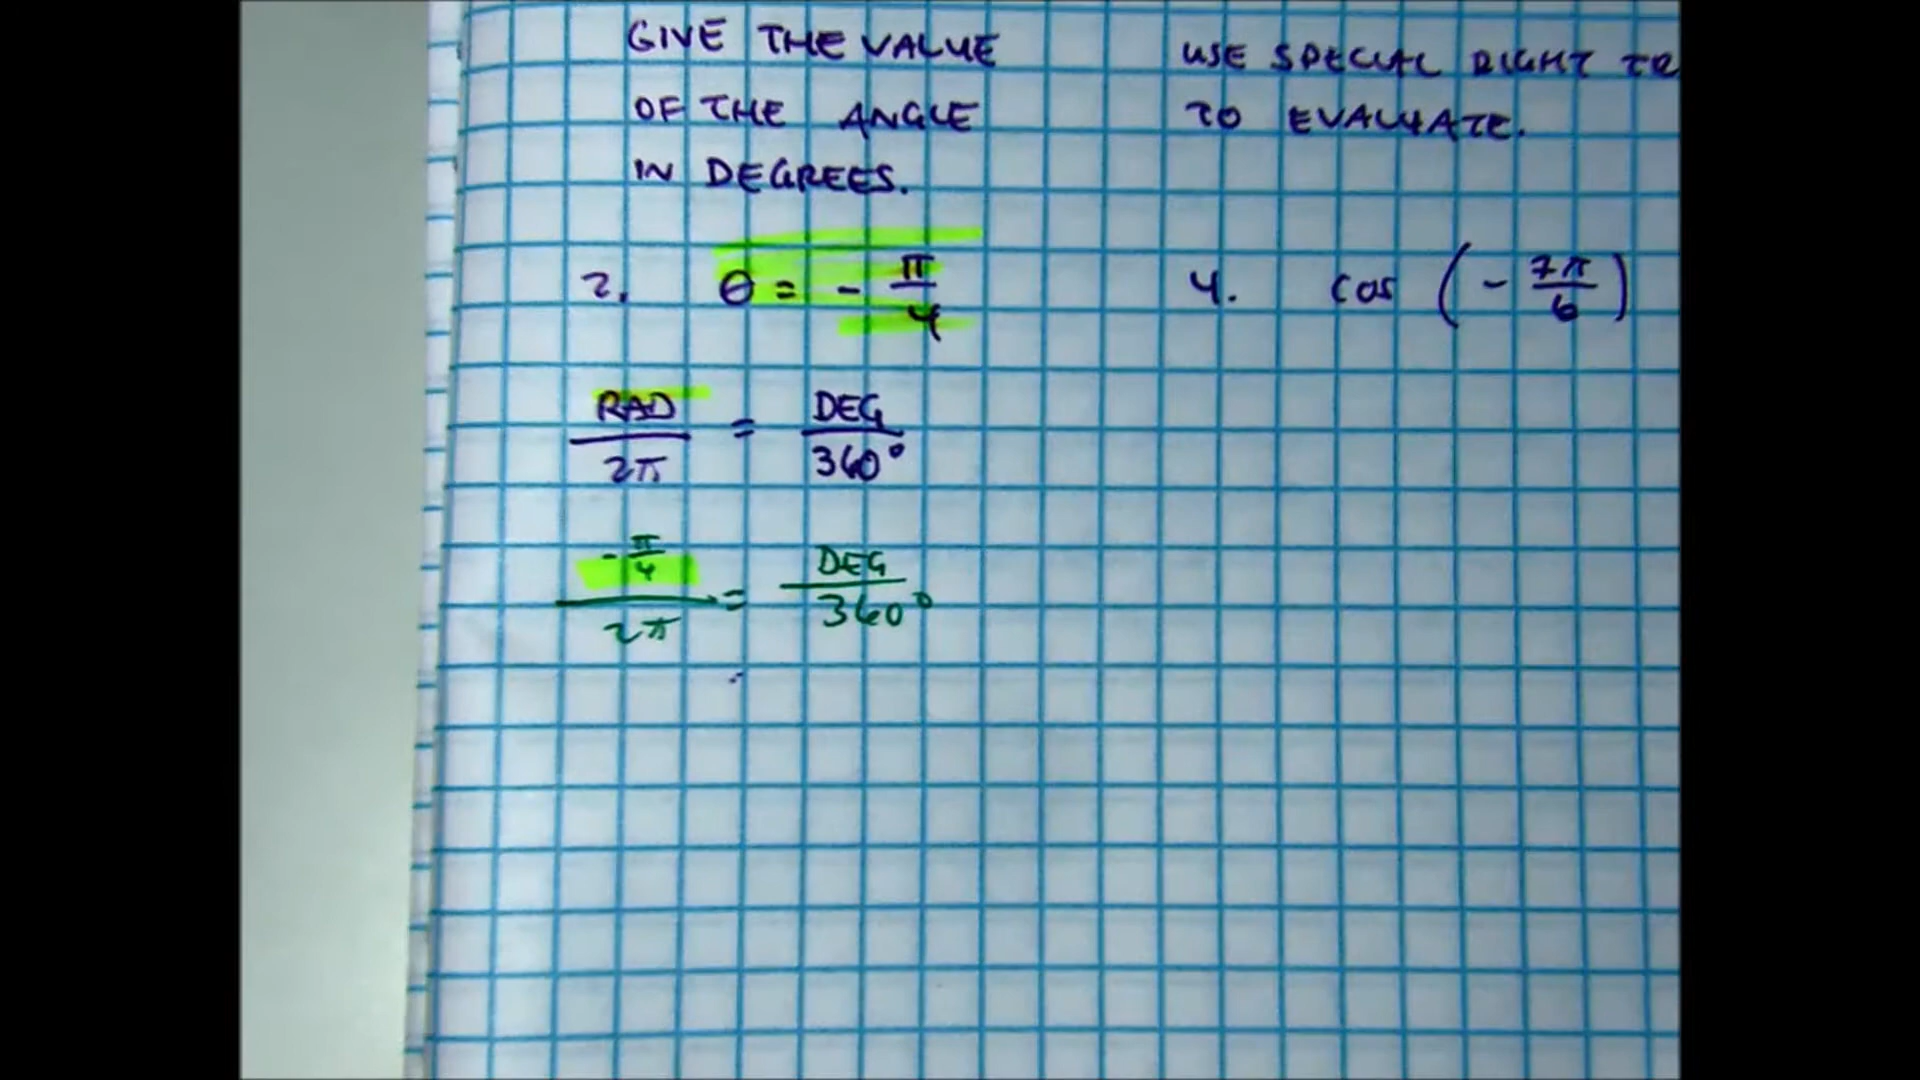 GIVE THE VALUE
OF THE ANGLE
IN DEGREES.
2. θ = - π/4
RAD/2π = DEG/360°
(-π/4)/2π = DEG/360°
USE SPECIAL RIGHT TR
TO EVALUATE.
4. cos (- 7π/6)